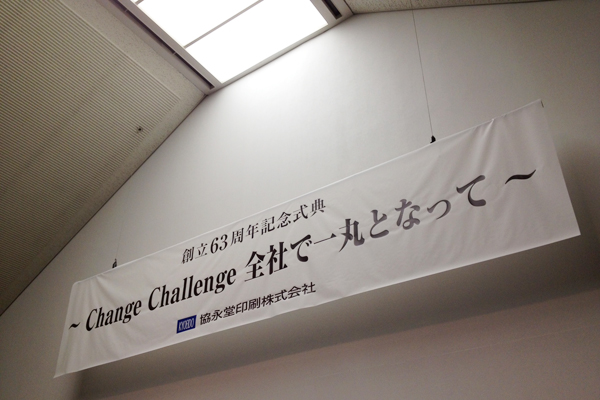 創立63周年記念式典
～ Change Challenge 全社で一丸となって ～
KYOEIDO 協永堂印刷株式会社